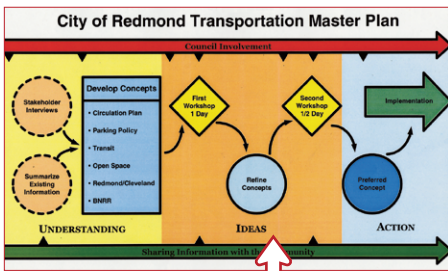 City of Redmond Transportation Master Plan
COUNCIL INVOLVEMENT
Stakeholder
Interviews
Summarize
Existing
Information
Develop Concepts
• Circulation Plan
• Parking Policy
• Transit
• Open Space
• Redmond/Cleveland
• BNRR
First
Workshop
1 Day
Refine
Concepts
Second
Workshop
1/2 Day
Preferred
Concept
Implementation
UNDERSTANDING
IDEAS
ACTION
Sharing Information with the